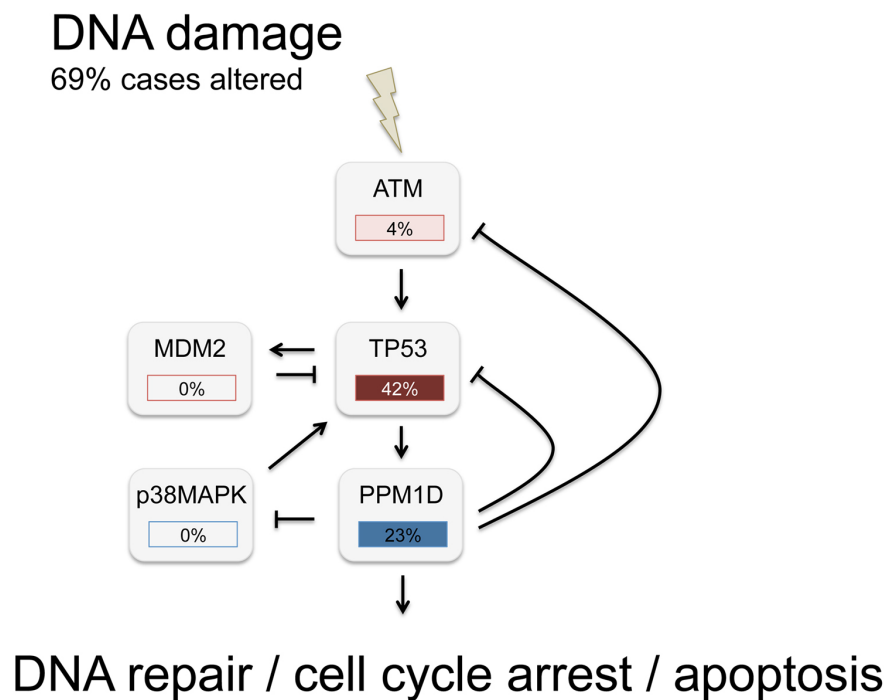 DNA damage
69% cases altered
ATM
4%
MDM2
0%
TP53
42%
p38MAPK
0%
PPM1D
23%
DNA repair / cell cycle arrest / apoptosis